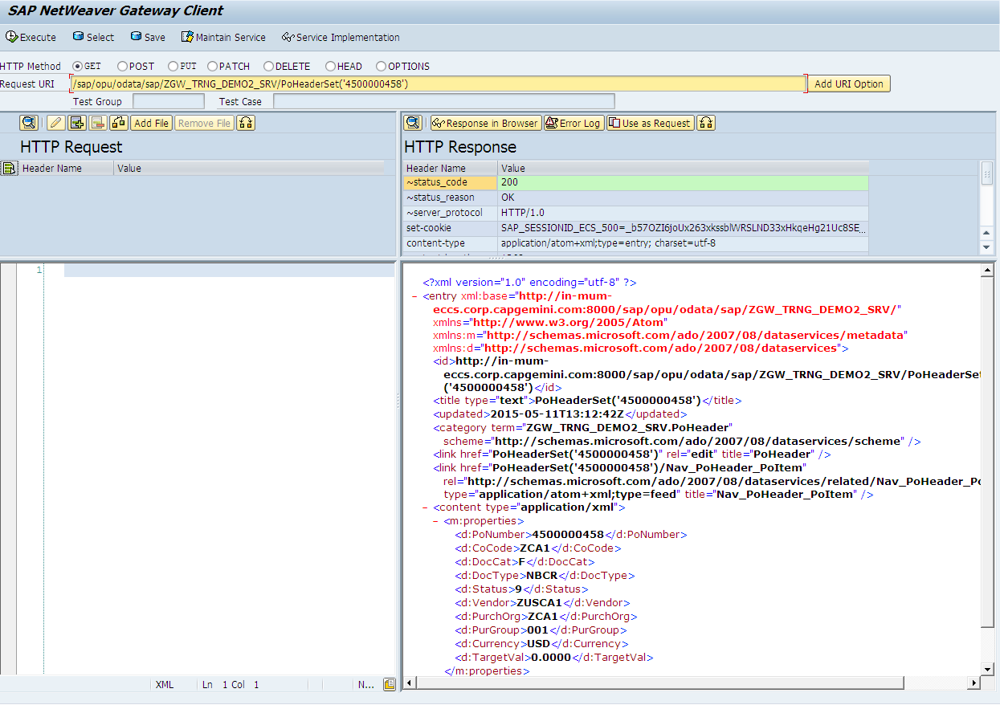 SAP NetWeaver Gateway Client
Execute Select Save Maintain Service Service Implementation
HTTP Method GET POST PUT PATCH DELETE HEAD OPTIONS
Request URI /sap/opu/odata/sap/ZGW_TRNG_DEMO2_SRV/PoHeaderSet('4500000458') Add URI Option
Test Group Test Case
Add File Remove File
HTTP Request
Header Name Value
1
XML Ln 1 Col 1 N...
Response in Browser Error Log Use as Request
HTTP Response
Header Name Value
~status_code 200
~status_reason OK
~server_protocol HTTP/1.0
set-cookie
content-type application/atom+xml;type=entry; charset=utf-8
<?xml version="1.0" encoding="utf-8" ?>
- <entry xml:base="http://in-mum-
eccs.corp.capgemini.com:8000/sap/opu/odata/sap/ZGW_TRNG_DEMO2_SRV/"
xmlns="http://www.w3.org/2005/Atom"
xmlns:m="http://schemas.microsoft.com/ado/2007/08/dataservices/metadata"
xmlns:d="http://schemas.microsoft.com/ado/2007/08/dataservices">
<id>http://in-mum-
eccs.corp.capgemini.com:8000/sap/opu/odata/sap/ZGW_TRNG_DEMO2_SRV/PoHeaderSet
('4500000458')</id>
<title type="text">PoHeaderSet('4500000458')</title>
<updated>2015-05-11T13:12:42Z</updated>
<category term="ZGW_TRNG_DEMO2_SRV.PoHeader"
scheme="http://schemas.microsoft.com/ado/2007/08/dataservices/scheme" />
<link href="PoHeaderSet('4500000458')" rel="edit" title="PoHeader" />
<link href="PoHeaderSet('4500000458')/Nav_PoHeader_PoItem"
rel="http://schemas.microsoft.com/ado/2007/08/dataservices/related/Nav_PoHeader_Po
type="application/atom+xml;type=feed" title="Nav_PoHeader_PoItem" />
- <content type="application/xml">
- <m:properties>
<d:PoNumber>4500000458</d:PoNumber>
<d:CoCode>ZCA1</d:CoCode>
<d:DocCat>F</d:DocCat>
<d:DocType>NBCR</d:DocType>
<d:Status>9</d:Status>
<d:Vendor>ZUSCA1</d:Vendor>
<d:PurchOrg>ZCA1</d:PurchOrg>
<d:PurGroup>001</d:PurGroup>
<d:Currency>USD</d:Currency>
<d:TargetVal>0.0000</d:TargetVal>
</m:properties>